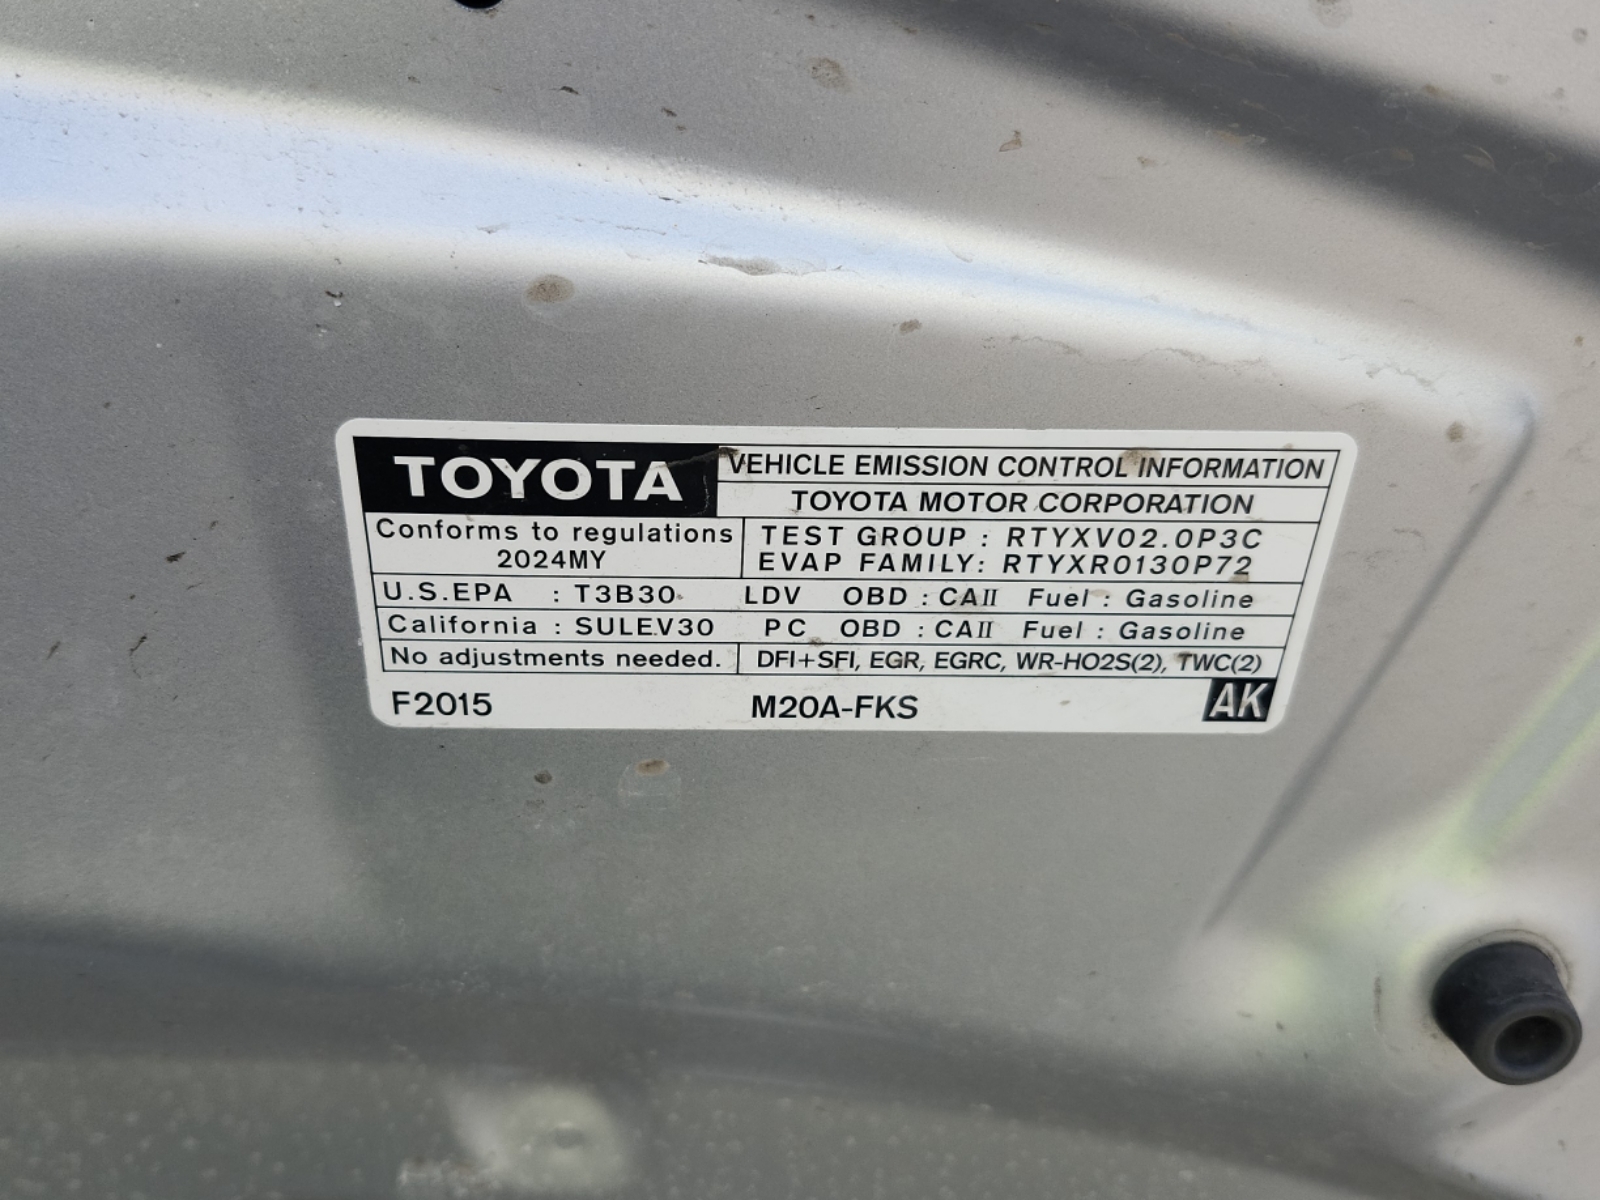 TOYOTA
VEHICLE EMISSION CONTROL INFORMATION
TOYOTA MOTOR CORPORATION
Conforms to regulations
2024MY
TEST GROUP : RTYXV02.0P3C
EVAP FAMILY: RTYXR0130P72
U.S.EPA : T3B30 LDV OBD : CAII Fuel : Gasoline
California : SULEV30 PC OBD : CAII Fuel : Gasoline
No adjustments needed. DFI+SFI, EGR, EGRC, WR-HO2S(2), TWC(2)
F2015 M20A-FKS AK